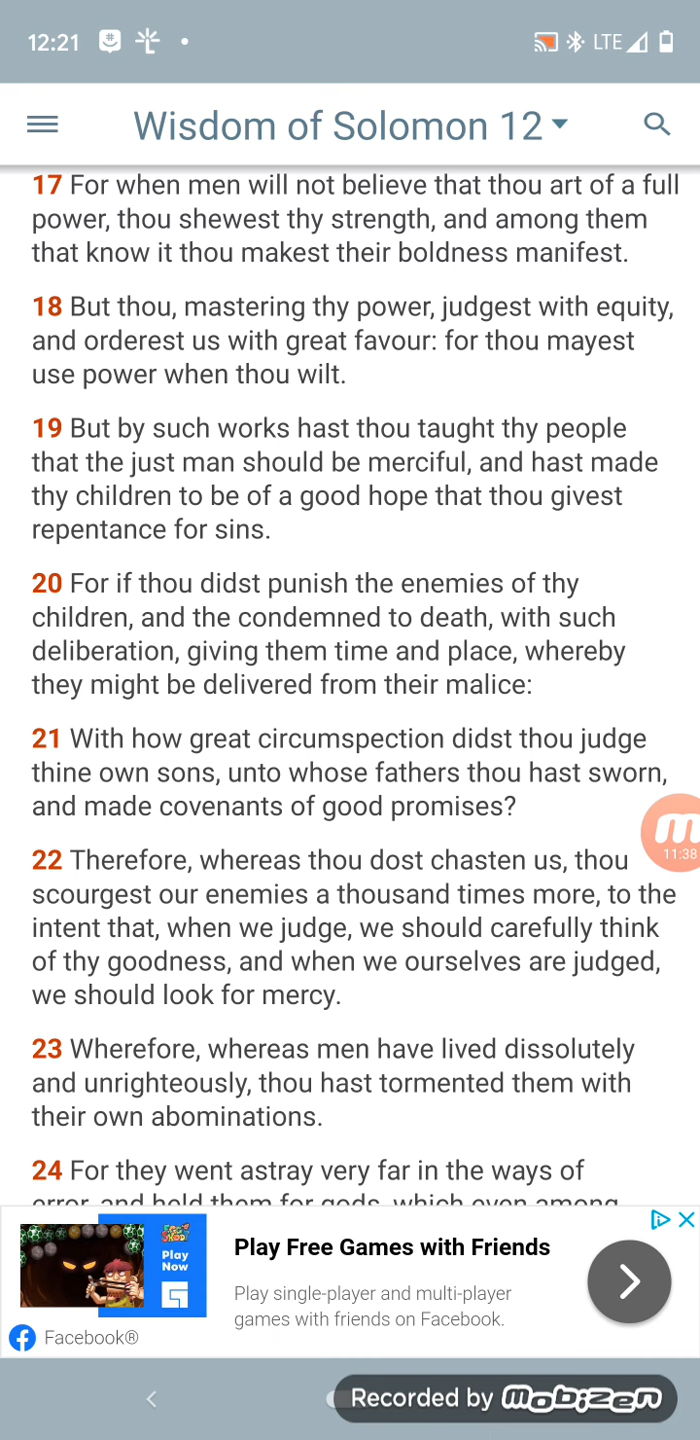 12:21
LTE
Wisdom of Solomon 12
17 For when men will not believe that thou art of a full
power, thou shewest thy strength, and among them
that know it thou makest their boldness manifest.
18 But thou, mastering thy power, judgest with equity,
and orderest us with great favour: for thou mayest
use power when thou wilt.
19 But by such works hast thou taught thy people
that the just man should be merciful, and hast made
thy children to be of a good hope that thou givest
repentance for sins.
20 For if thou didst punish the enemies of thy
children, and the condemned to death, with such
deliberation, giving them time and place, whereby
they might be delivered from their malice:
21 With how great circumspection didst thou judge
thine own sons, unto whose fathers thou hast sworn,
and made covenants of good promises?
m
11:38
22 Therefore, whereas thou dost chasten us, thou
scourgest our enemies a thousand times more, to the
intent that, when we judge, we should carefully think
of thy goodness, and when we ourselves are judged,
we should look for mercy.
23 Wherefore, whereas men have lived dissolutely
and unrighteously, thou hast tormented them with
their own abominations.
24 For they went astray very far in the ways of
error, and held them for gods, which even among
Play
Now
Play Free Games with Friends
Play single-player and multi-player
games with friends on Facebook.
Facebook®
Recorded by mobizen